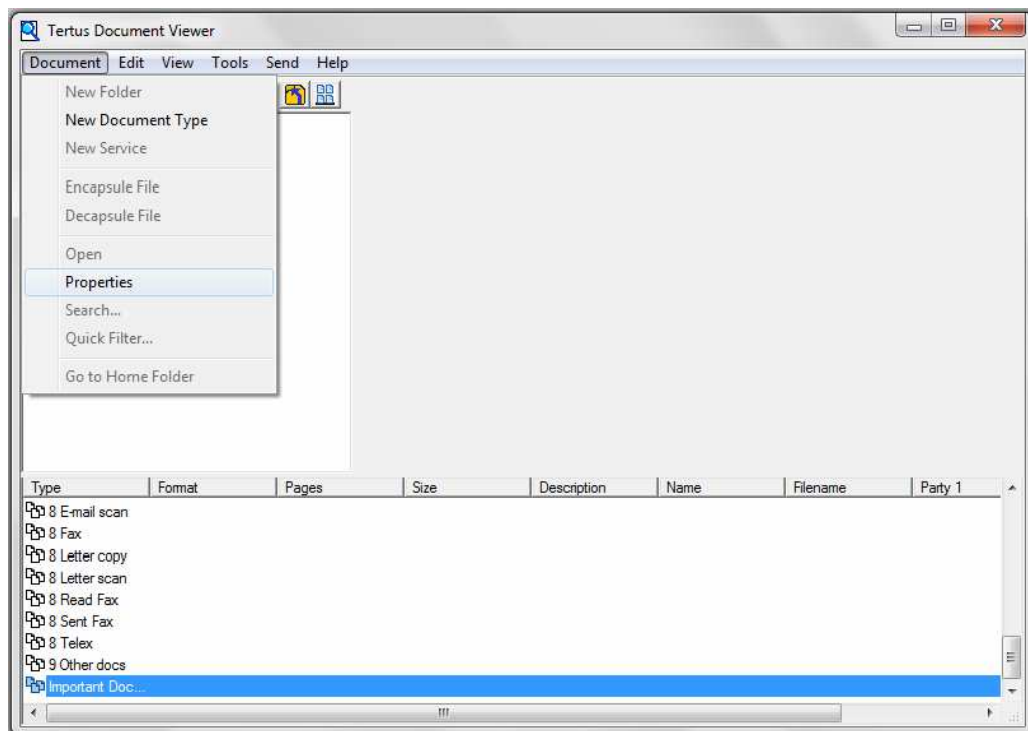 Tertus Document Viewer
Document Edit View Tools Send Help
New Folder
New Document Type
New Service
Encapsule File
Decapsule File
Open
Properties
Search...
Quick Filter...
Go to Home Folder
Type Format Pages Size Description Name Filename Party 1
8 E-mail scan
8 Fax
8 Letter copy
8 Letter scan
8 Read Fax
8 Sent Fax
8 Telex
9 Other docs
Important Doc...